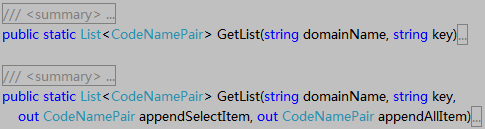 /// <summary> ...
public static List<CodeNamePair> GetList(string domainName, string key)...
/// <summary> ...
public static List<CodeNamePair> GetList(string domainName, string key,
out CodeNamePair appendSelectItem, out CodeNamePair appendAllItem)...